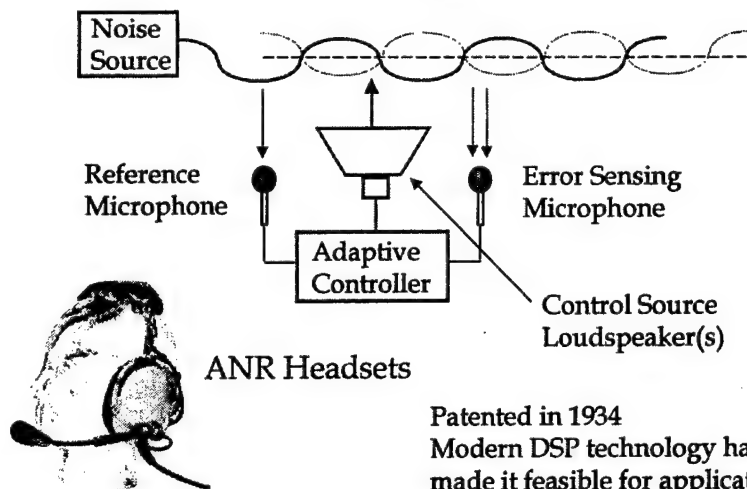 Noise
Source
Reference
Microphone
Error Sensing
Microphone
Adaptive
Controller
Control Source
Loudspeaker(s)
ANR Headsets
Patented in 1934
Modern DSP technology ha
made it feasible for applicat